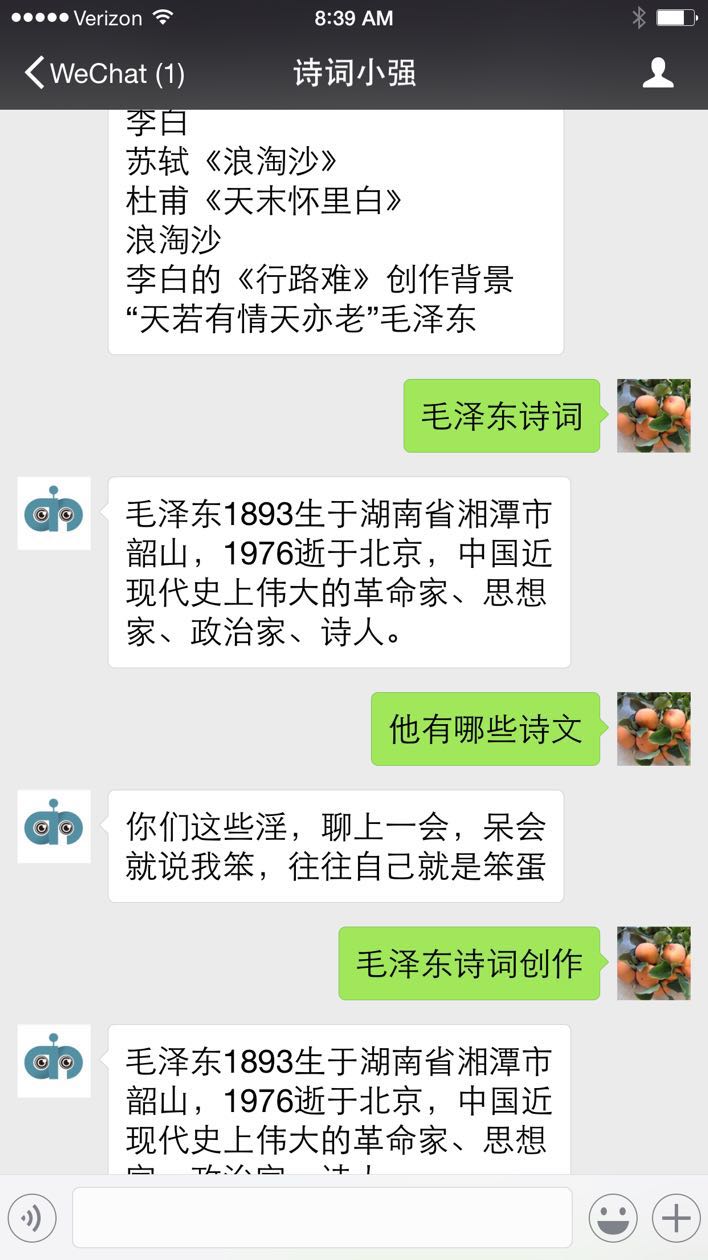 Verizon 8:39 AM
WeChat (1) 诗词小强
李白
苏轼《浪淘沙》
杜甫《天末怀里白》
浪淘沙
李白的《行路难》创作背景
“天若有情天亦老”毛泽东
毛泽东诗词
毛泽东1893生于湖南省湘潭市
韶山，1976逝于北京，中国近
现代史上伟大的革命家、思想
家、政治家、诗人。
他有哪些诗文
你们这些淫，聊上一会，呆会
就说我笨，往往自己就是笨蛋
毛泽东诗词创作
毛泽东1893生于湖南省湘潭市
韶山，1976逝于北京，中国近
现代史上伟大的革命家、思想